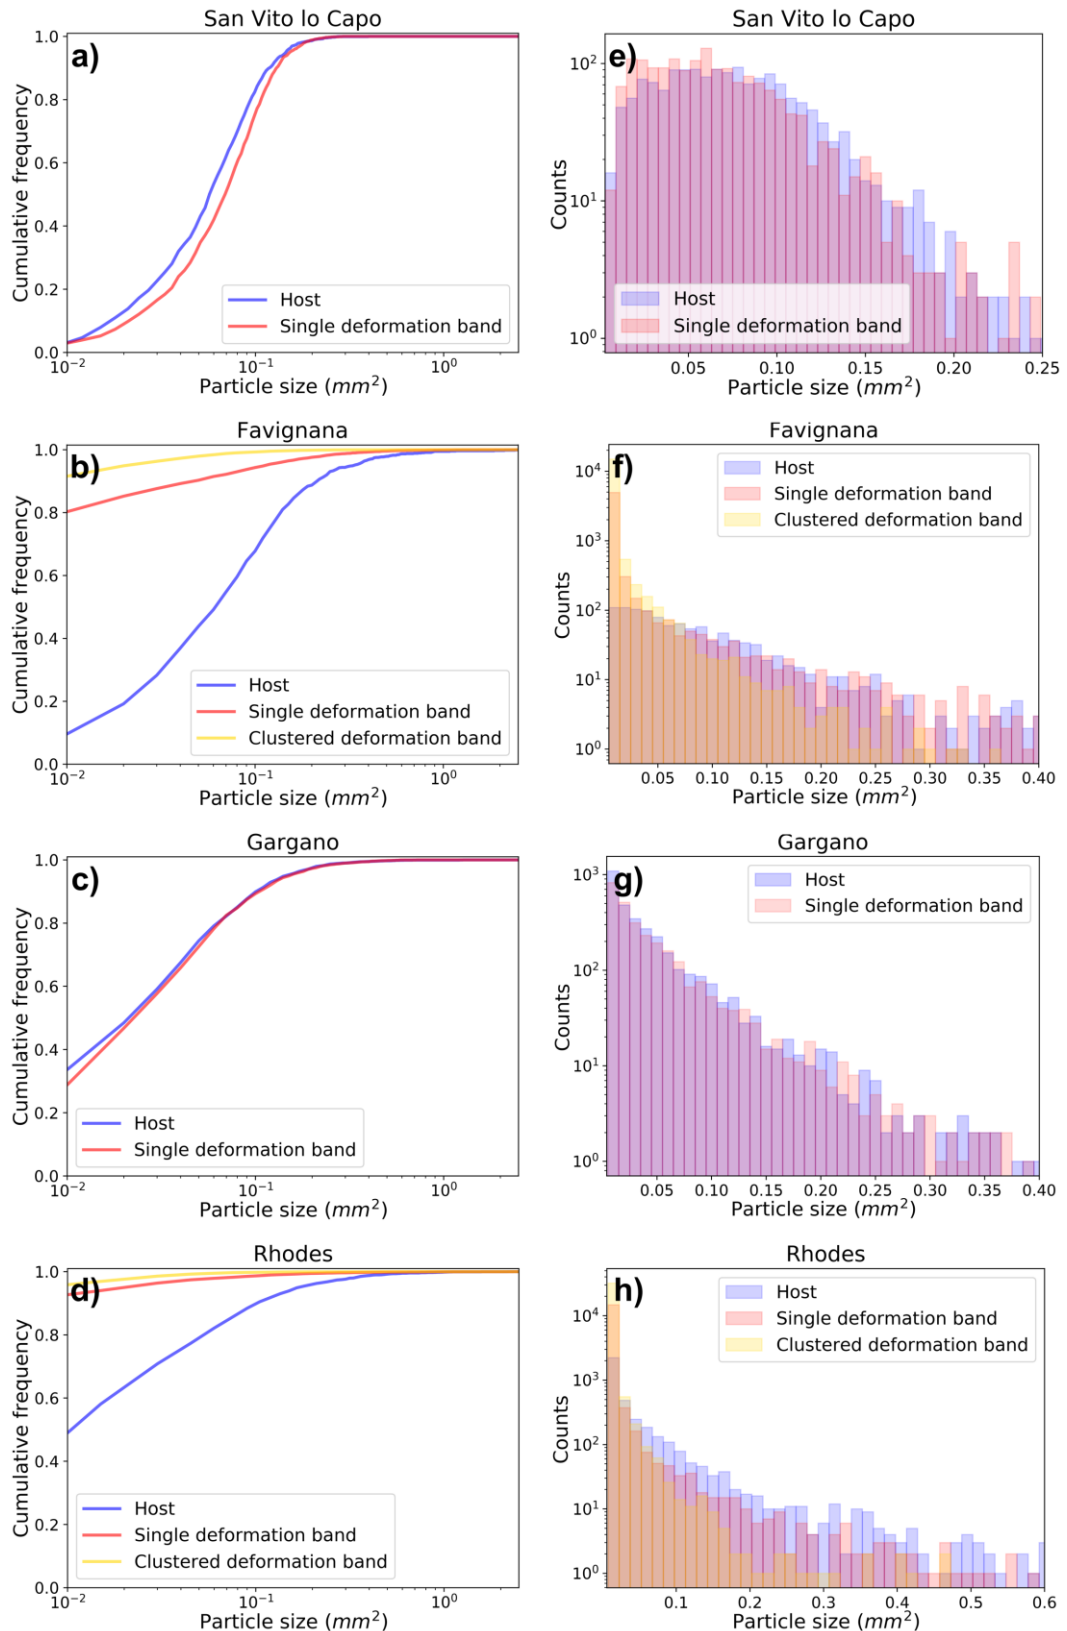 San Vito lo Capo
a)
1.0
0.8
0.6
0.4
0.2
0.0
Cumulative frequency
Host
Single deformation band
10⁻² 10⁻¹ 10⁰
Particle size (mm²)
San Vito lo Capo
e)
10²
10¹
10⁰
Counts
Host
Single deformation band
0.05 0.10 0.15 0.20 0.25
Particle size (mm²)
Favignana
b)
1.0
0.8
0.6
0.4
0.2
0.0
Cumulative frequency
Host
Single deformation band
Clustered deformation band
10⁻² 10⁻¹ 10⁰
Particle size (mm²)
Favignana
f)
10⁴
10³
10²
10¹
10⁰
Counts
Host
Single deformation band
Clustered deformation band
0.05 0.10 0.15 0.20 0.25 0.30 0.35 0.40
Particle size (mm²)
Gargano
c)
1.0
0.8
0.6
0.4
0.2
0.0
Cumulative frequency
Host
Single deformation band
10⁻² 10⁻¹ 10⁰
Particle size (mm²)
Gargano
g)
10³
10²
10¹
10⁰
Counts
Host
Single deformation band
0.05 0.10 0.15 0.20 0.25 0.30 0.35 0.40
Particle size (mm²)
Rhodes
d)
1.0
0.8
0.6
0.4
0.2
0.0
Cumulative frequency
Host
Single deformation band
Clustered deformation band
10⁻² 10⁻¹ 10⁰
Particle size (mm²)
Rhodes
h)
10⁴
10³
10²
10¹
10⁰
Counts
Host
Single deformation band
Clustered deformation band
0.1 0.2 0.3 0.4 0.5 0.6
Particle size (mm²)